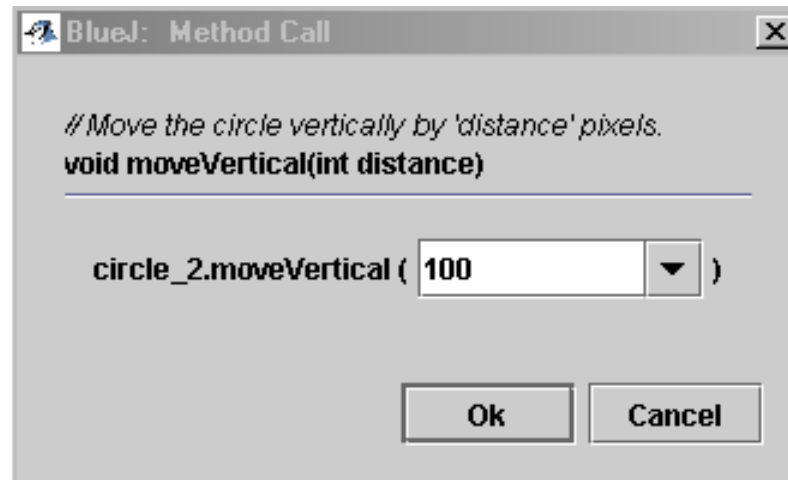 BlueJ: Method Call
// Move the circle vertically by 'distance' pixels.
void moveVertical(int distance)
circle_2.moveVertical ( 100 )
Ok Cancel